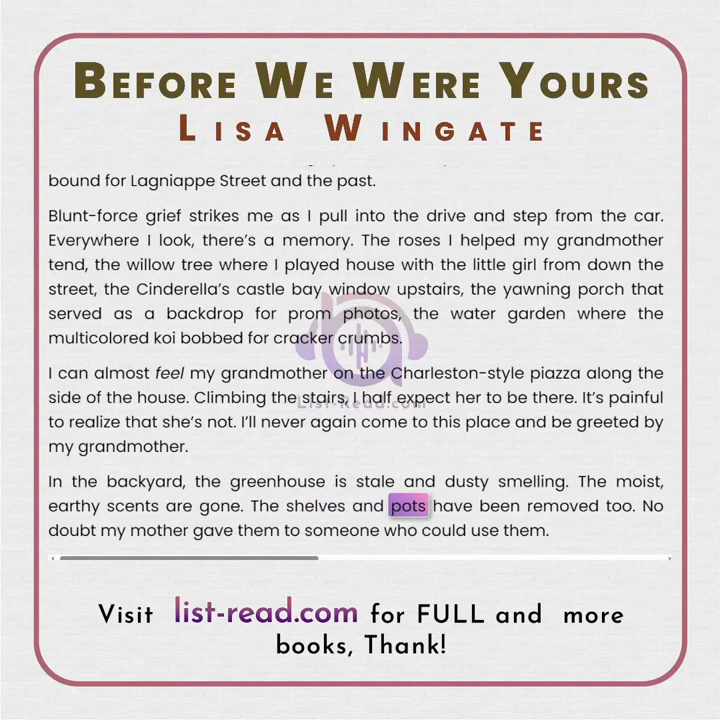 BEFORE WE WERE YOURS
LISA WINGATE
bound for Lagniappe Street and the past.
Blunt-force grief strikes me as I pull into the drive and step from the car.
Everywhere I look, there’s a memory. The roses I helped my grandmother
tend, the willow tree where I played house with the little girl from down the
street, the Cinderella’s castle bay window upstairs, the yawning porch that
served as a backdrop for prom photos, the water garden where the
multicolored koi bobbed for cracker crumbs.
I can almost feel my grandmother on the Charleston-style piazza along the
side of the house. Climbing the stairs, I half expect her to be there. It’s painful
to realize that she’s not. I’ll never again come to this place and be greeted by
my grandmother.
In the backyard, the greenhouse is stale and dusty smelling. The moist,
earthy scents are gone. The shelves and pots have been removed too. No
doubt my mother gave them to someone who could use them.
List-Read.com
Visit list-read.com for FULL and more
books, Thank!